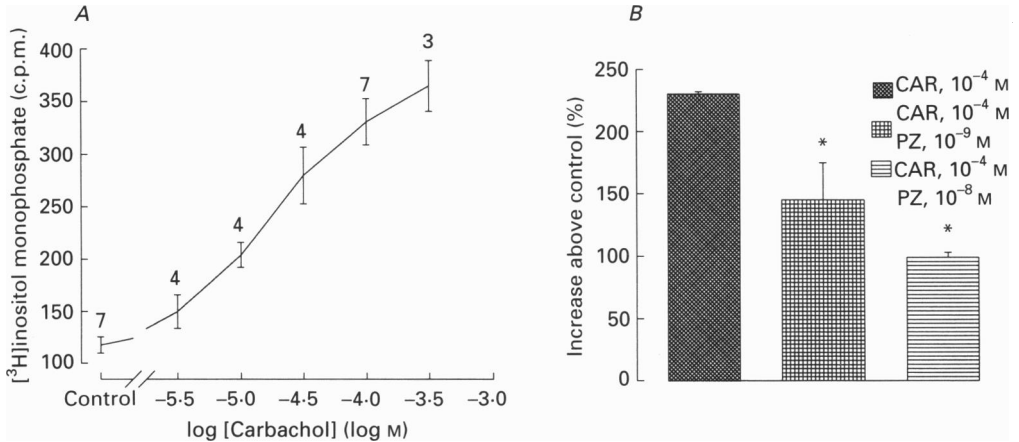 A
[³H]inositol monophosphate (c.p.m.)
400
350
300
250
200
150
100
7
4
4
4
7
3
Control
–5·5
–5·0
–4·5
–4·0
–3·5
–3·0
log [Carbachol] (log M)
B
Increase above control (%)
250
200
150
100
50
0
*
*
CAR, 10⁻⁴ M
CAR, 10⁻⁴ M
PZ, 10⁻⁹ M
CAR, 10⁻⁴ M
PZ, 10⁻⁸ M